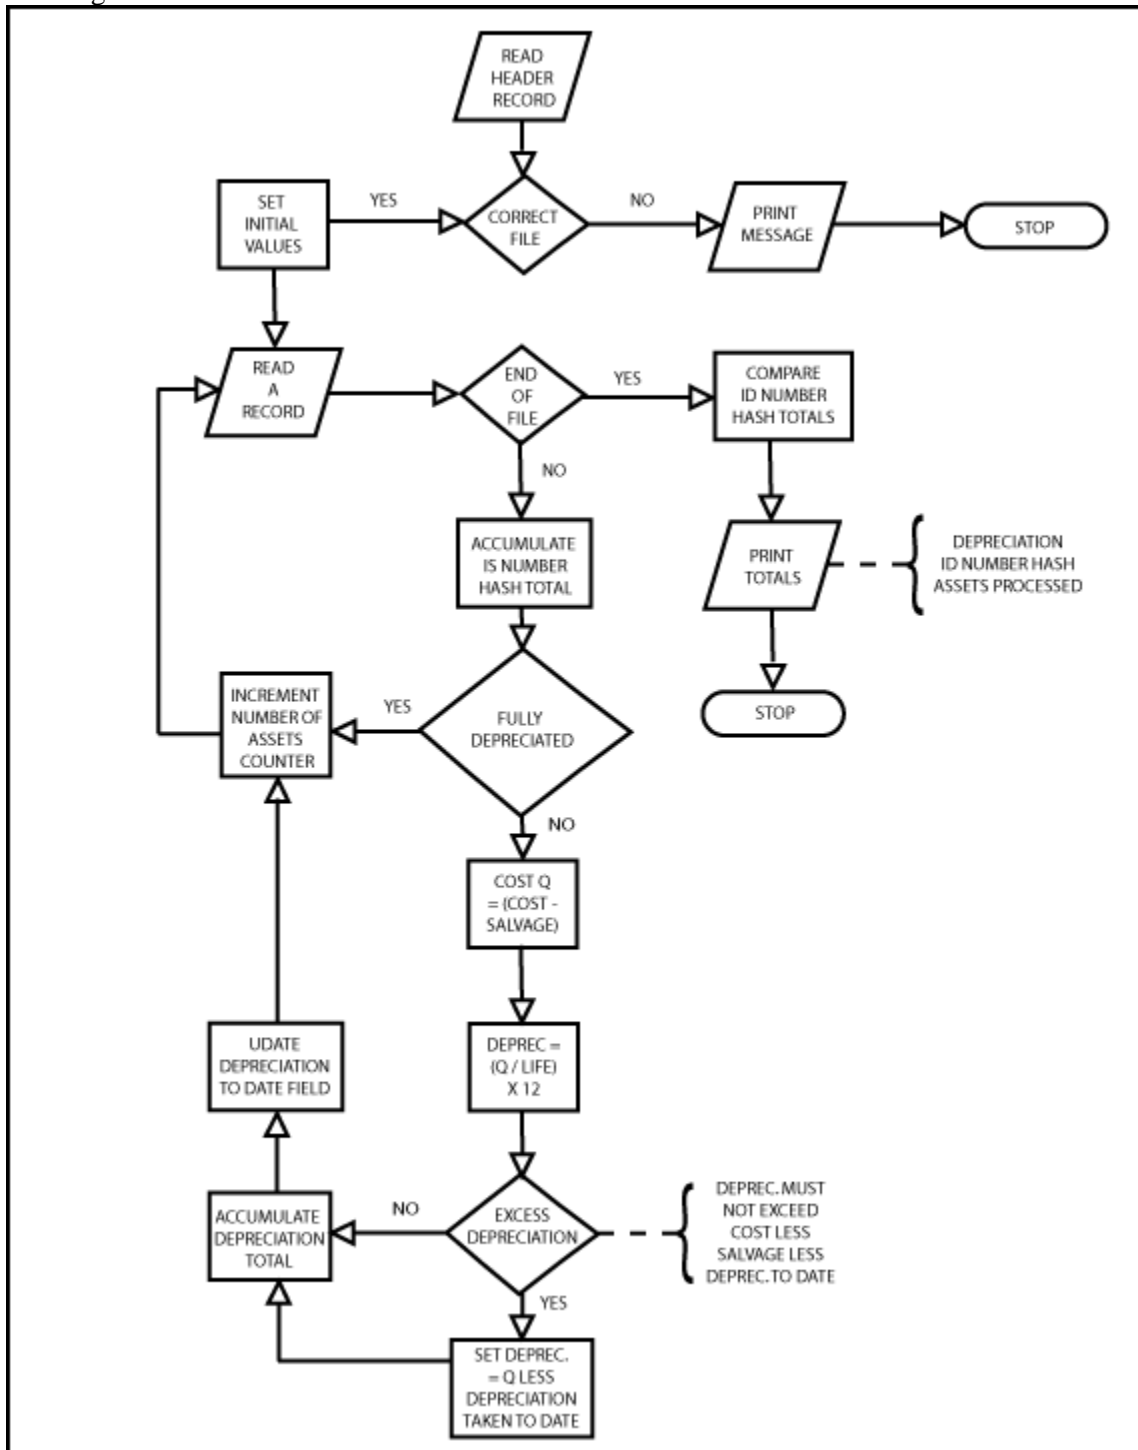 READ
HEADER
RECORD
SET
INITIAL
VALUES
YES
CORRECT
FILE
NO
PRINT
MESSAGE
STOP
READ
A
RECORD
END
OF
FILE
YES
COMPARE
ID NUMBER
HASH TOTALS
NO
ACCUMULATE
IS NUMBER
HASH TOTAL
PRINT
TOTALS
DEPRECIATION
ID NUMBER HASH
ASSETS PROCESSED
INCREMENT
NUMBER OF
ASSETS
COUNTER
YES
FULLY
DEPRECIATED
STOP
NO
COST Q
= (COST -
SALVAGE)
UDATE
DEPRECIATION
TO DATE FIELD
DEPREC =
(Q / LIFE)
X 12
ACCUMULATE
DEPRECIATION
TOTAL
NO
EXCESS
DEPRECIATION
DEPREC. MUST
NOT EXCEED
COST LESS
SALVAGE LESS
DEPREC. TO DATE
YES
SET DEPREC.
= Q LESS
DEPRECIATION
TAKEN TO DATE